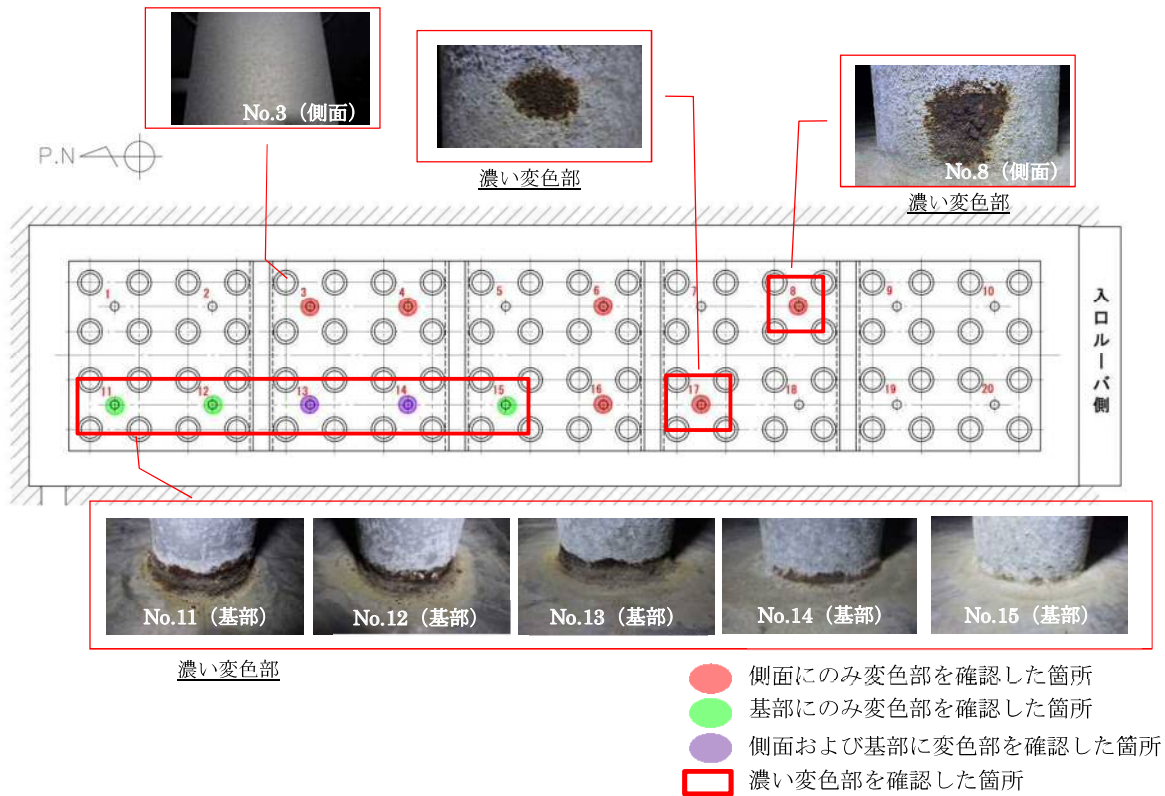 No.3（側面）
濃い変色部
No.8（側面）
濃い変色部
P.N
1
2
3
4
5
6
7
8
9
10
入口ルーバ側
11
12
13
14
15
16
17
18
19
20
No.11（基部）
No.12（基部）
No.13（基部）
No.14（基部）
No.15（基部）
濃い変色部
側面にのみ変色部を確認した箇所
基部にのみ変色部を確認した箇所
側面および基部に変色部を確認した箇所
濃い変色部を確認した箇所